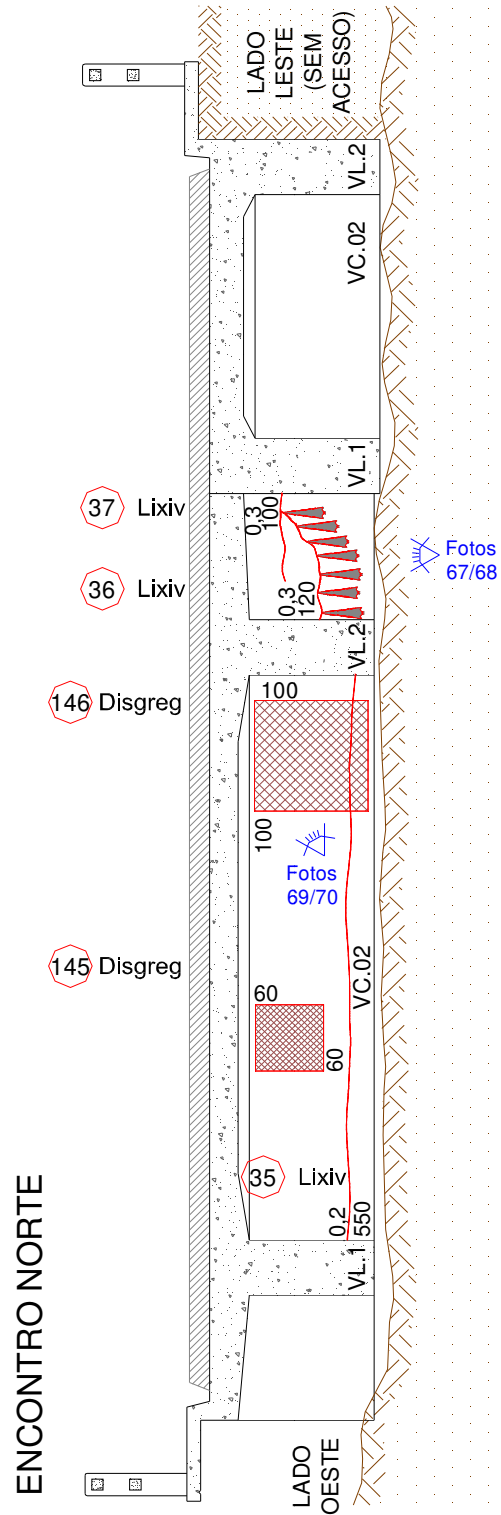 ENCONTRO NORTE
LADO
OESTE
VL.1
0,2
550
35
Lixiv
60
60
VC.02
145
Disgreg
Fotos
69/70
100
100
146
Disgreg
VL.2
36
Lixiv
0,3
120
37
Lixiv
0,3
100
Fotos
67/68
VL.1
VC.02
VL.2
LADO
LESTE
(SEM
ACESSO)